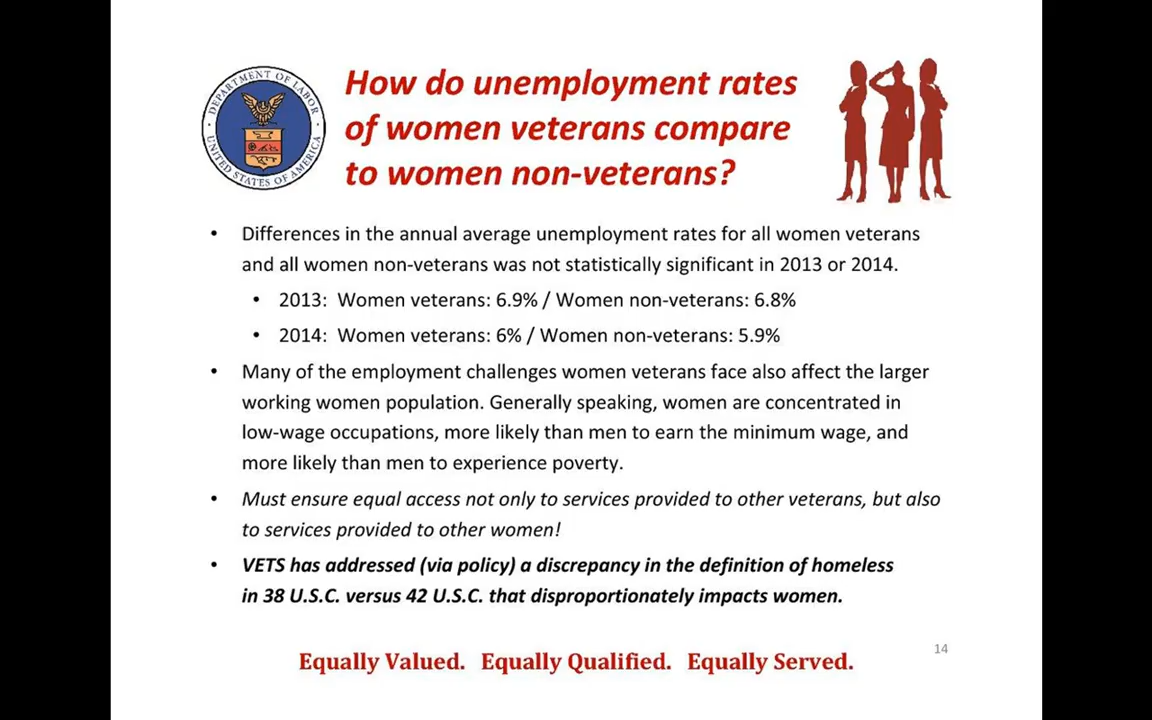 DEPARTMENT OF LABOR
UNITED STATES OF AMERICA
How do unemployment rates
of women veterans compare
to women non-veterans?
• Differences in the annual average unemployment rates for all women veterans
and all women non-veterans was not statistically significant in 2013 or 2014.
• 2013: Women veterans: 6.9% / Women non-veterans: 6.8%
• 2014: Women veterans: 6% / Women non-veterans: 5.9%
• Many of the employment challenges women veterans face also affect the larger
working women population. Generally speaking, women are concentrated in
low-wage occupations, more likely than men to earn the minimum wage, and
more likely than men to experience poverty.
• Must ensure equal access not only to services provided to other veterans, but also
to services provided to other women!
• VETS has addressed (via policy) a discrepancy in the definition of homeless
in 38 U.S.C. versus 42 U.S.C. that disproportionately impacts women.
14
Equally Valued. Equally Qualified. Equally Served.